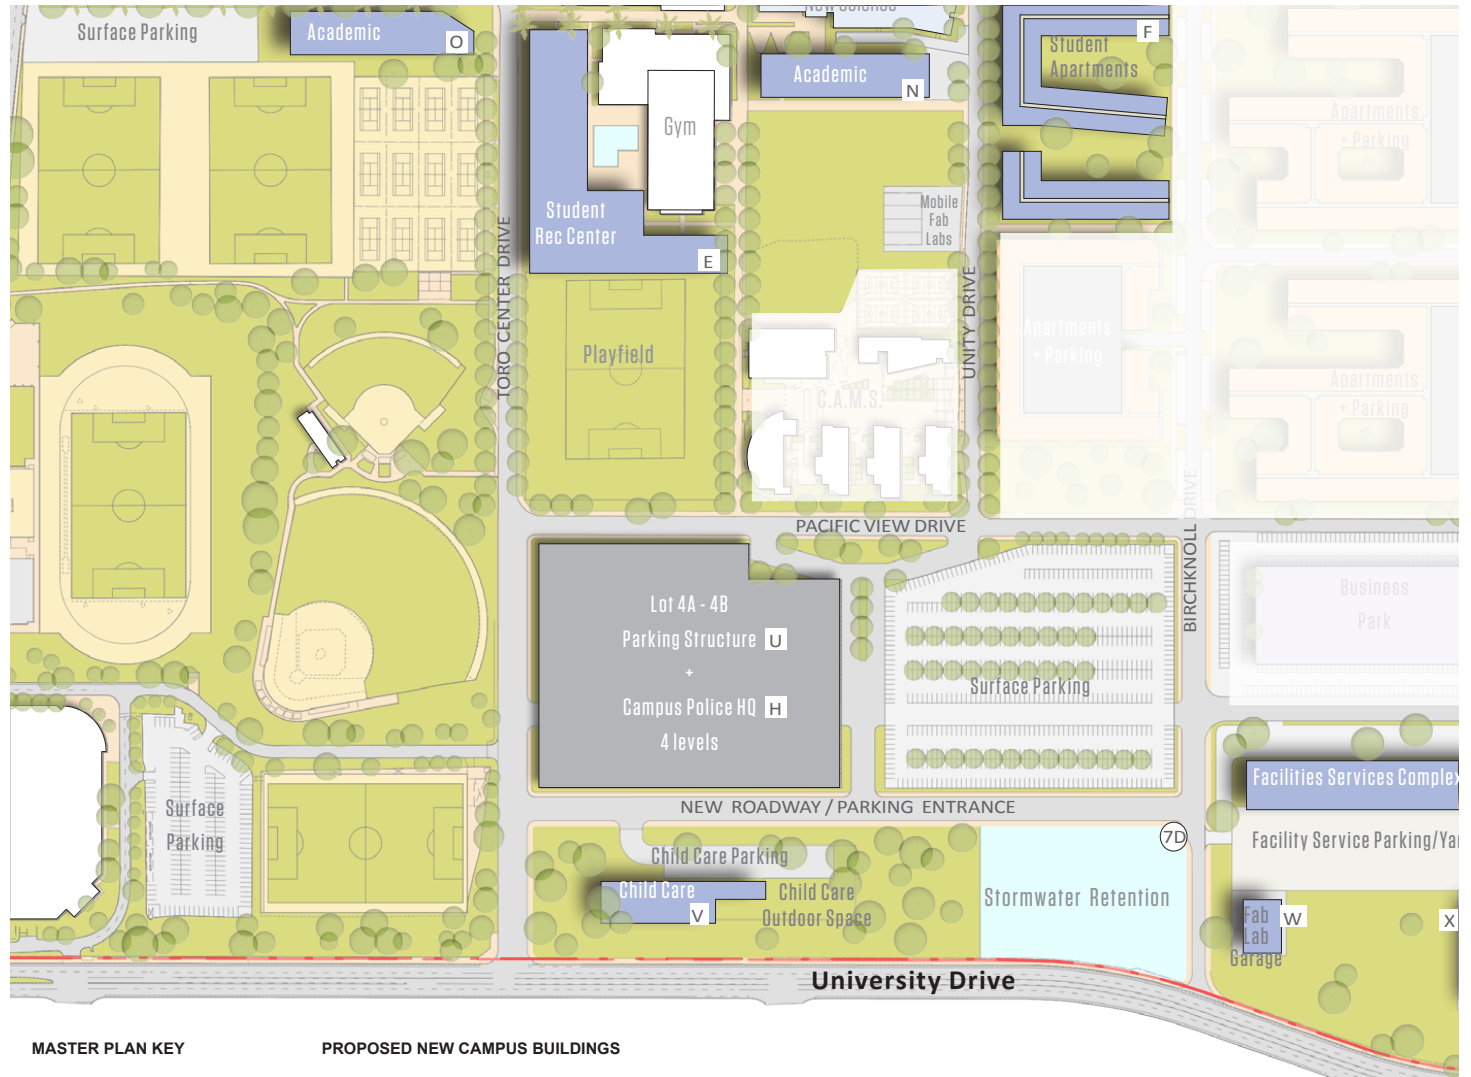 Surface Parking
Academic
O
New Science
Academic
N
F
Student
Apartments
Apartments
+ Parking
Gym
Student
Rec Center
E
Mobile
Fab
Labs
TORO CENTER DRIVE
UNITY DRIVE
Playfield
C.A.M.S.
Apartments
+ Parking
Apartments
+ Parking
PACIFIC VIEW DRIVE
BIRCHKNOLL DRIVE
Lot 4A - 4B
Parking Structure U
+
Campus Police HQ H
4 levels
Surface Parking
Business
Park
Surface
Parking
NEW ROADWAY / PARKING ENTRANCE
Facilities Services Complex
Facility Service Parking/Yar
7D
Child Care Parking
Child Care
V
Child Care
Outdoor Space
Stormwater Retention
Fab
Lab
Garage
W
X
University Drive
MASTER PLAN KEY
PROPOSED NEW CAMPUS BUILDINGS